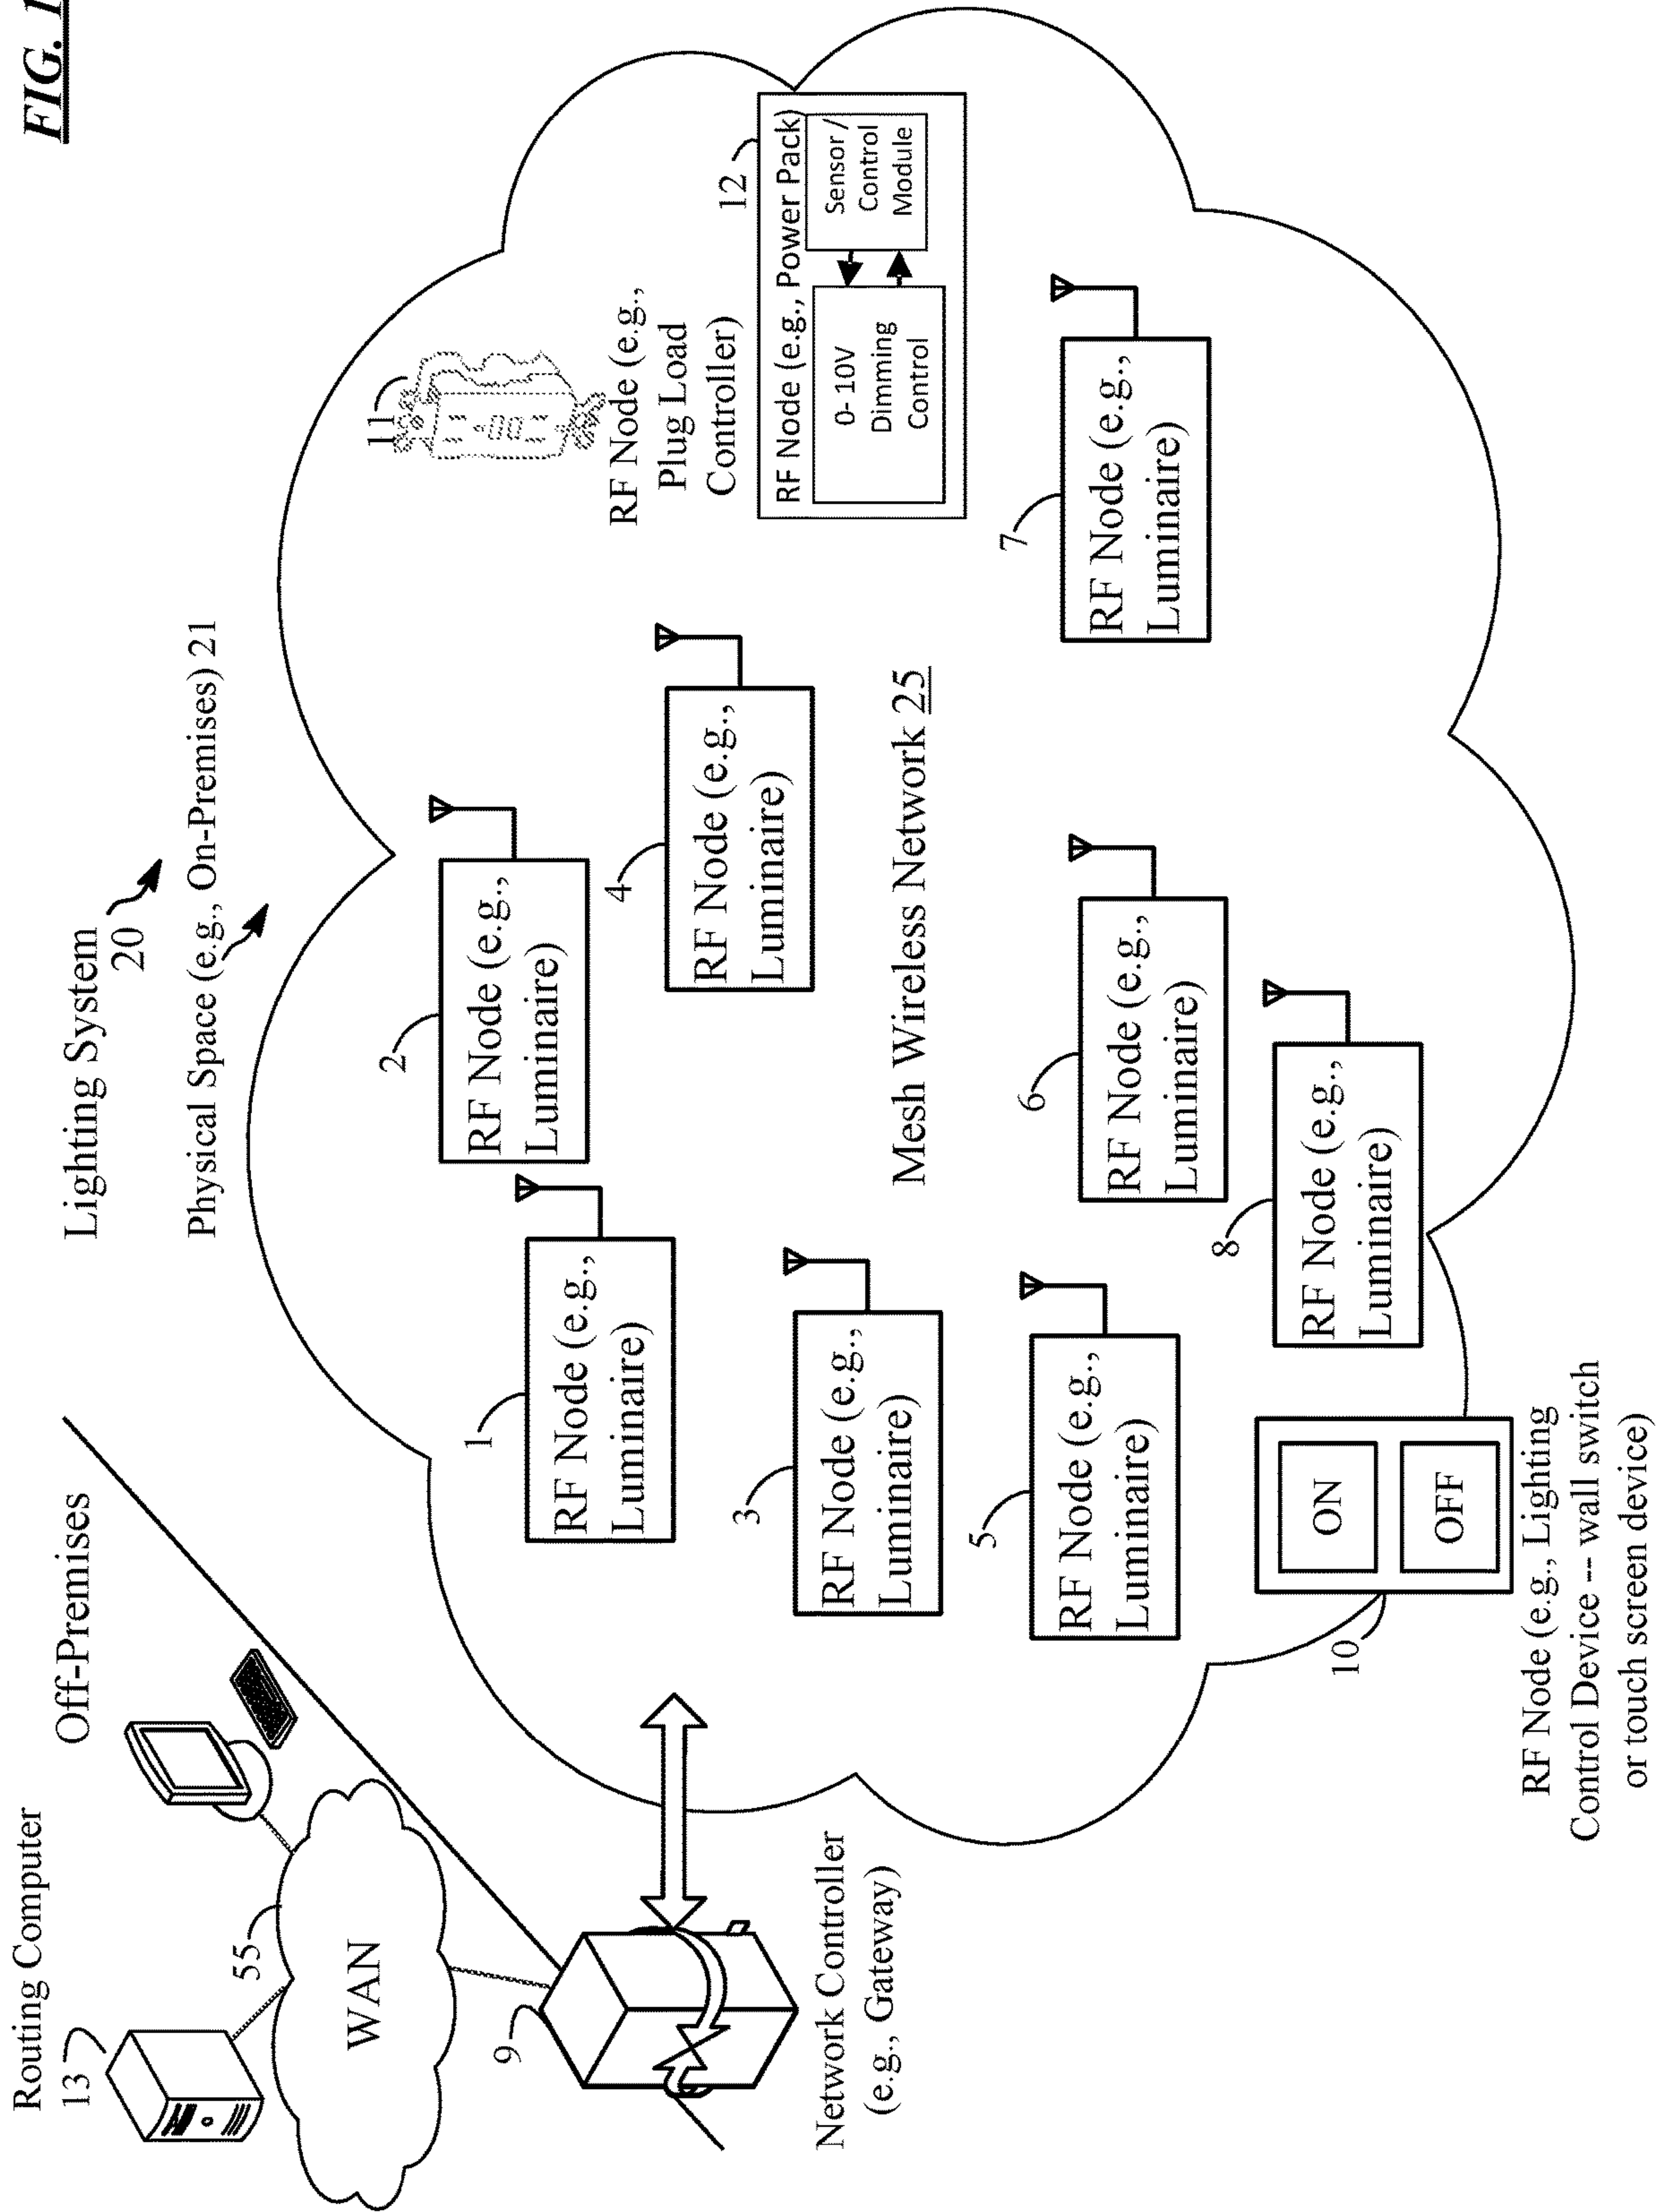 FIG. 1
Lighting System
20
Physical Space (e.g., On-Premises) 21
Off-Premises
Routing Computer
13
55
WAN
9
Network Controller
(e.g., Gateway)
1
RF Node (e.g.,
Luminaire)
2
RF Node (e.g.,
Luminaire)
3
RF Node (e.g.,
Luminaire)
4
RF Node (e.g.,
Luminaire)
Mesh Wireless Network 25
5
RF Node (e.g.,
Luminaire)
6
RF Node (e.g.,
Luminaire)
7
RF Node (e.g.,
Luminaire)
8
RF Node (e.g.,
Luminaire)
11
RF Node (e.g.,
Plug Load
Controller)
12
RF Node (e.g., Power Pack)
0- 10V
Dimming
Control
Sensor /
Control
Module
10
ON
OFF
RF Node (e.g., Lighting
Control Device -- wall switch
or touch screen device)